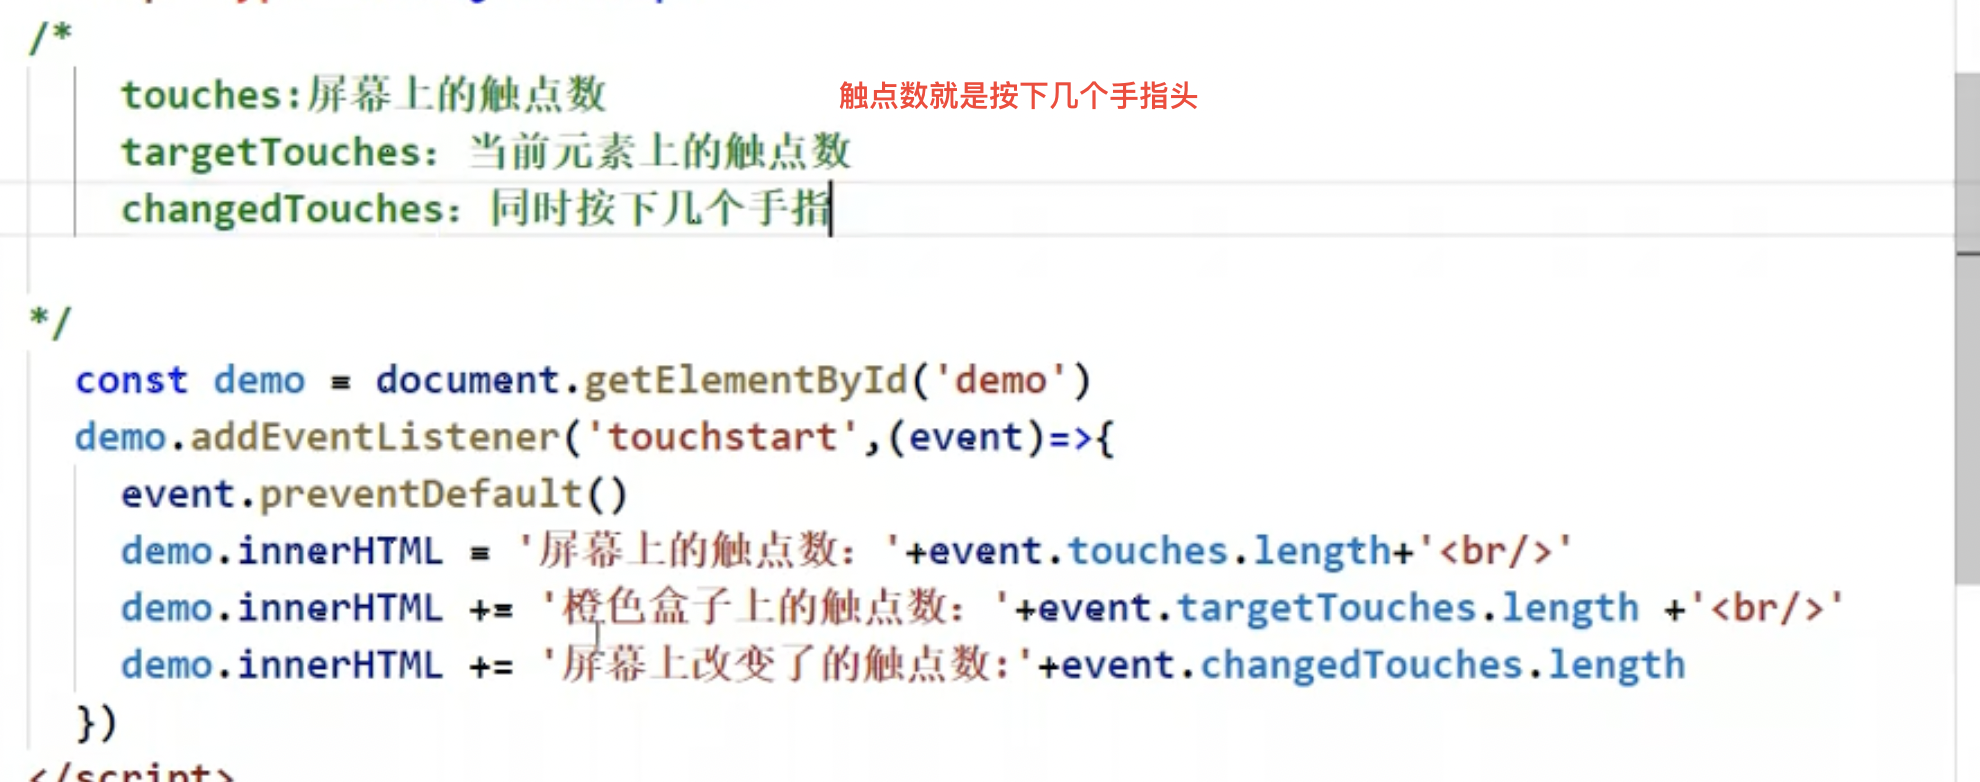 /*
touches:屏幕上的触点数 触点数就是按下几个手指头
targetTouches: 当前元素上的触点数
changedTouches: 同时按下几个手指
*/
const demo = document.getElementById('demo')
demo.addEventListener('touchstart',(event)=>{
event.preventDefault()
demo.innerHTML = '屏幕上的触点数: '+event.touches.length+'<br/>'
demo.innerHTML += '橙色盒子上的触点数: '+event.targetTouches.length +'<br/>'
demo.innerHTML += '屏幕上改变了的触点数:'+event.changedTouches.length
})
</script>